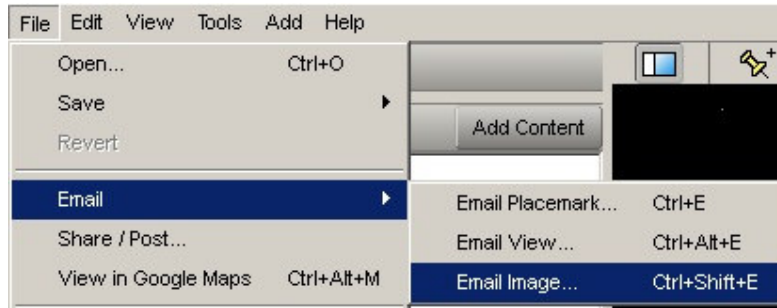 File Edit View Tools Add Help
Open... Ctrl+O
Save
Revert
Add Content
Email
Email Placemark... Ctrl+E
Share / Post...
Email View... Ctrl+Alt+E
View in Google Maps Ctrl+Alt+M
Email Image... Ctrl+Shift+E